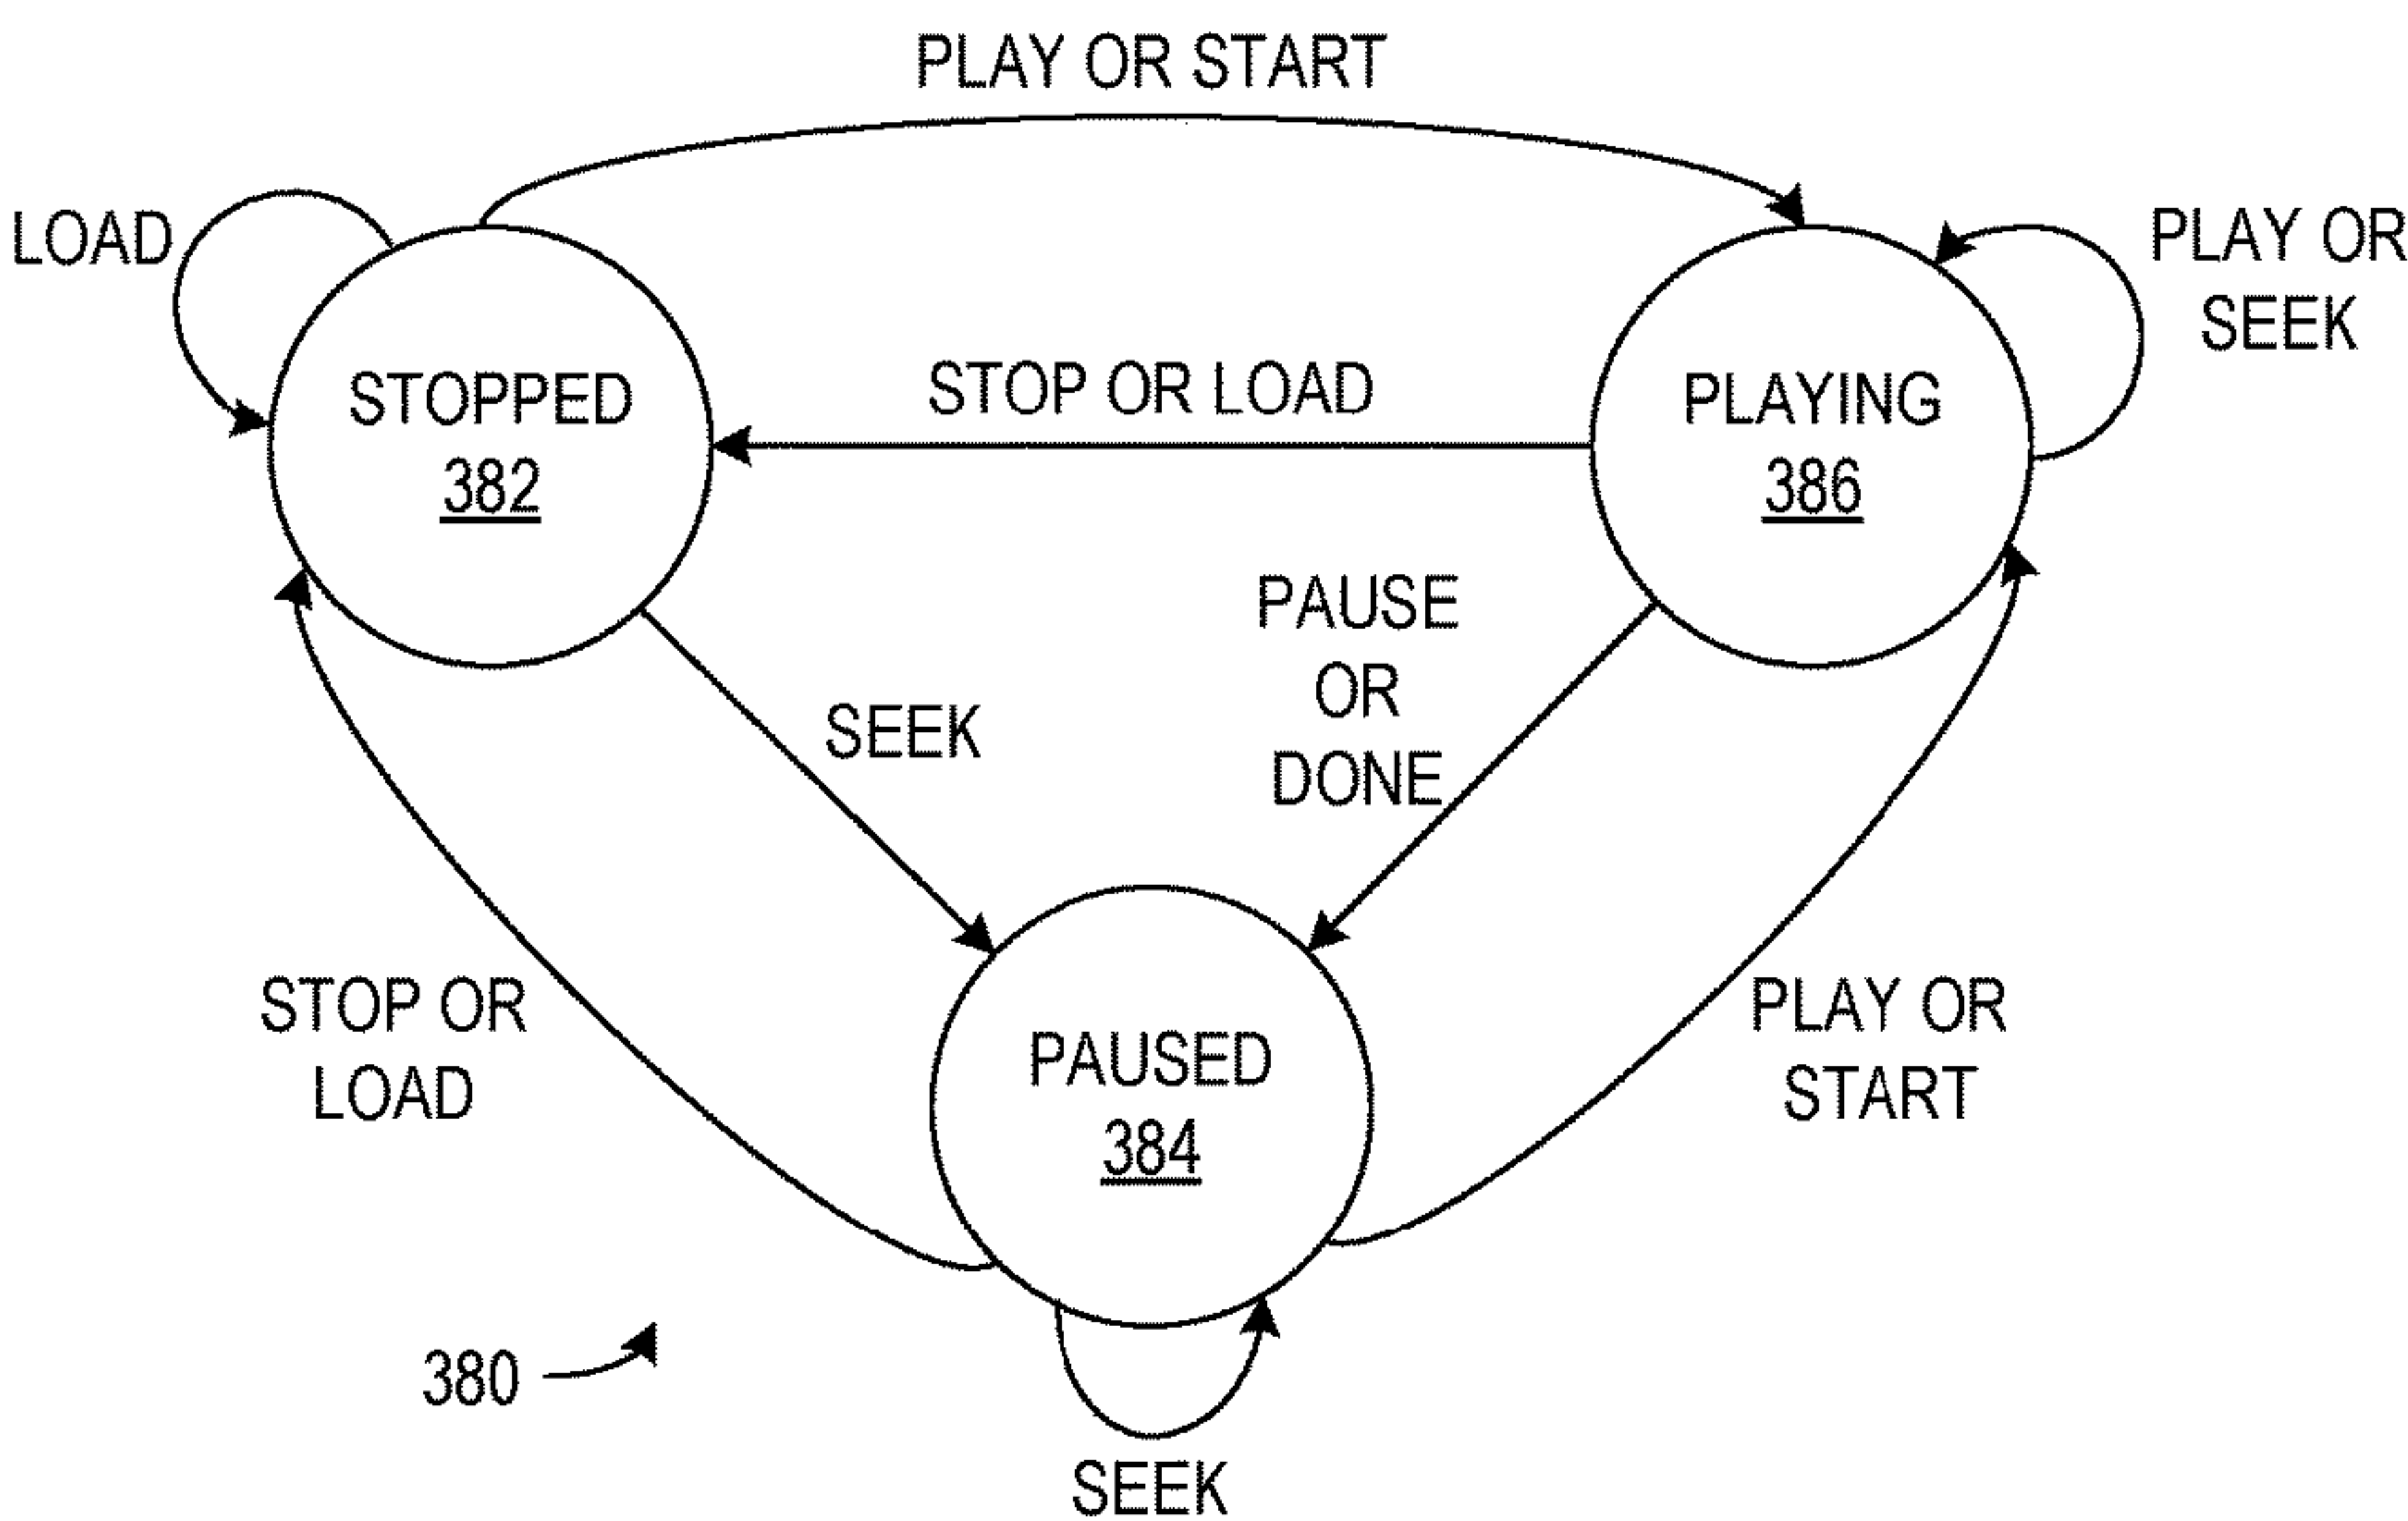 PLAY OR START
LOAD
PLAY OR
SEEK
STOPPED
382
STOP OR LOAD
PLAYING
386
PAUSE
OR
DONE
SEEK
STOP OR
LOAD
PAUSED
384
PLAY OR
START
380
SEEK